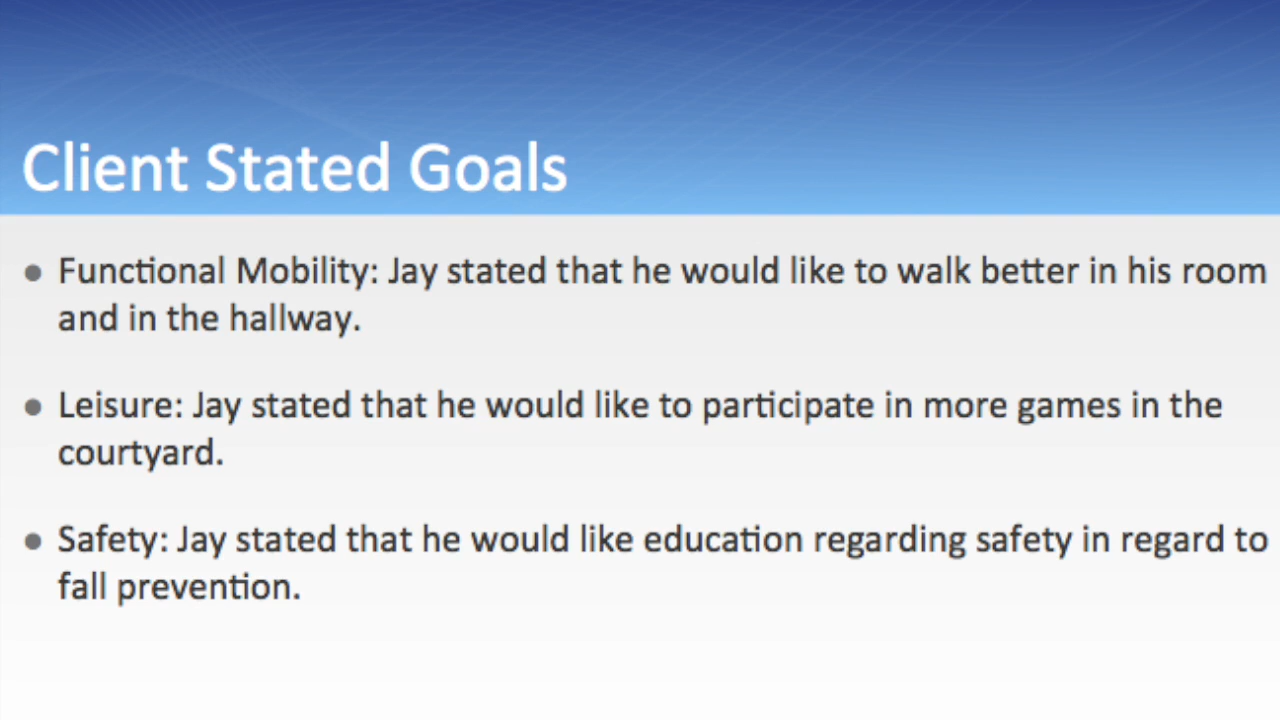 Client Stated Goals
• Functional Mobility: Jay stated that he would like to walk better in his room
and in the hallway.
• Leisure: Jay stated that he would like to participate in more games in the
courtyard.
• Safety: Jay stated that he would like education regarding safety in regard to
fall prevention.